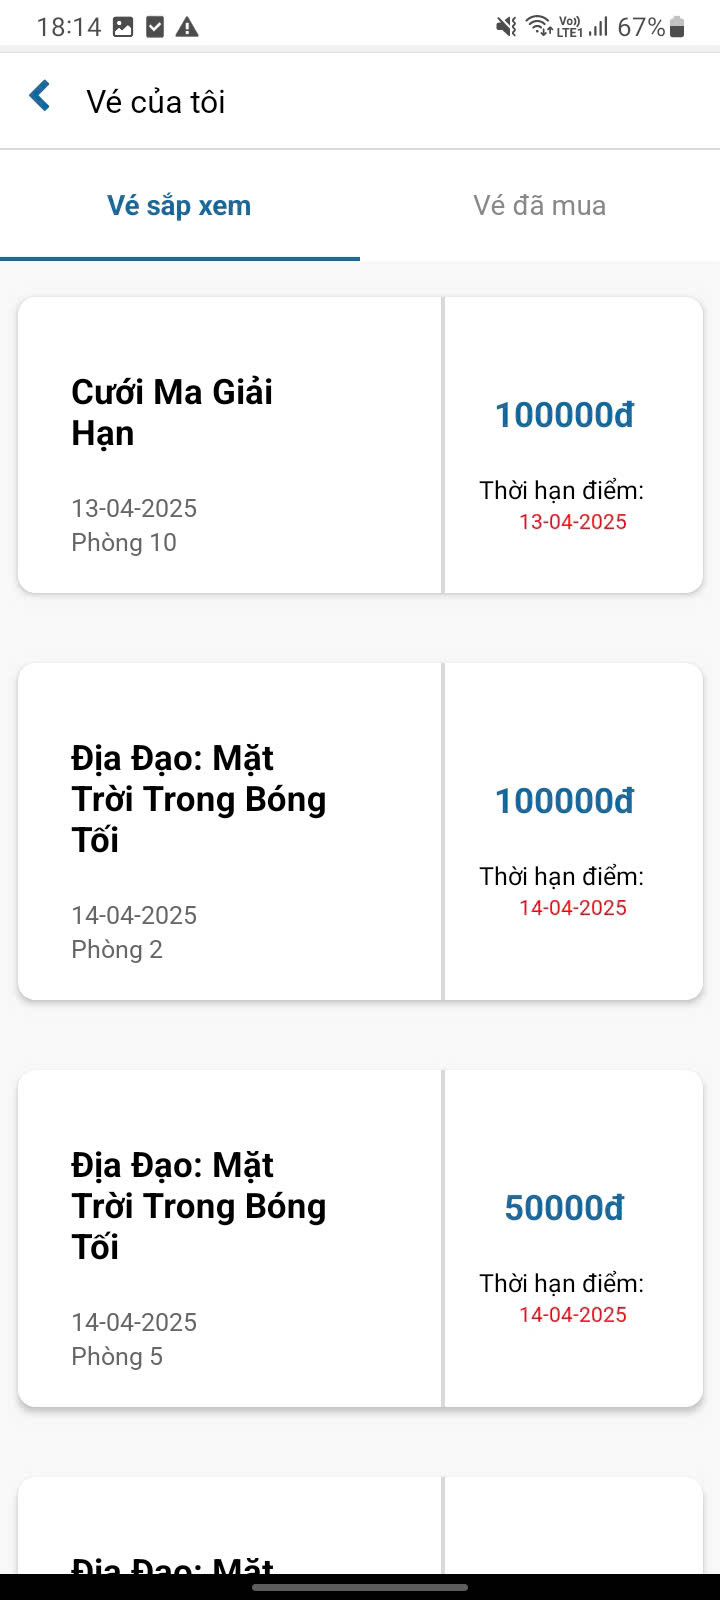 18:14 Vo)) LTE1 67%
Vé của tôi
Vé sắp xem Vé đã mua
Cưới Ma Giải
Hạn
13-04-2025
Phòng 10
100000đ
Thời hạn điểm:
13-04-2025
Địa Đạo: Mặt
Trời Trong Bóng
Tối
14-04-2025
Phòng 2
100000đ
Thời hạn điểm:
14-04-2025
Địa Đạo: Mặt
Trời Trong Bóng
Tối
14-04-2025
Phòng 5
50000đ
Thời hạn điểm:
14-04-2025
Địa Đạo: Mặt